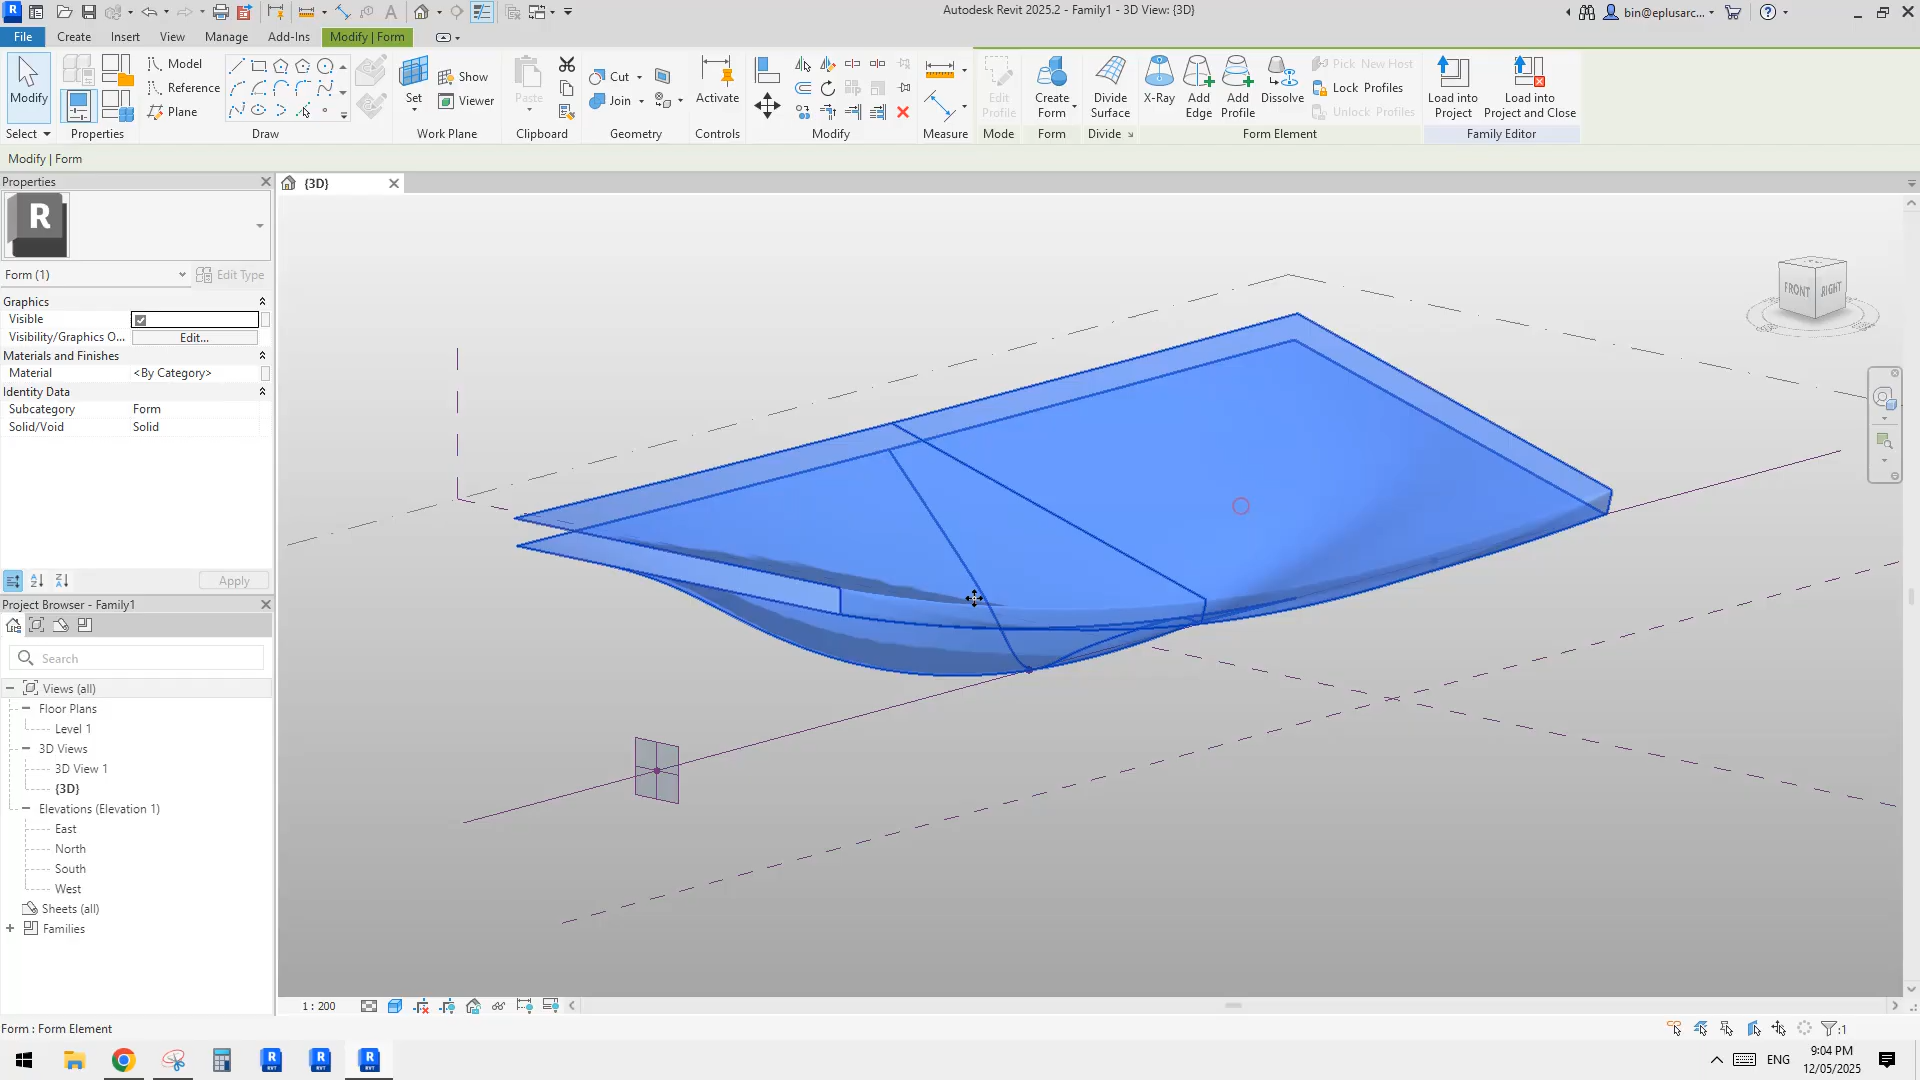 Autodesk Revit 2025.2 - Family1 - 3D View: {3D}
bin@eplusarc...
File Create Insert View Manage Add-Ins Modify | Form
Modify
Select
Properties
Model
Reference
Plane
Draw
Set
Show
Viewer
Work Plane
Paste
Clipboard
Cut
Join
Geometry
Activate
Controls
Modify
Measure
Edit
Profile
Mode
Create
Form
Form
Divide
Surface
Divide
X-Ray
Add
Edge
Add
Profile
Dissolve
Pick New Host
Lock Profiles
Unlock Profiles
Form Element
Load into
Project
Load into
Project and Close
Family Editor
Modify | Form
Properties
{3D}
R
Form (1)
Edit Type
Graphics
Visible
Visibility/Graphics O...
Edit...
Materials and Finishes
Material
<By Category>
Identity Data
Subcategory
Form
Solid/Void
Solid
Apply
Project Browser - Family1
Search
Views (all)
Floor Plans
Level 1
3D Views
3D View 1
{3D}
Elevations (Elevation 1)
East
North
South
West
Sheets (all)
Families
FRONT
RIGHT
1 : 200
Form : Form Element
:1
ENG
9:04 PM
12/05/2025